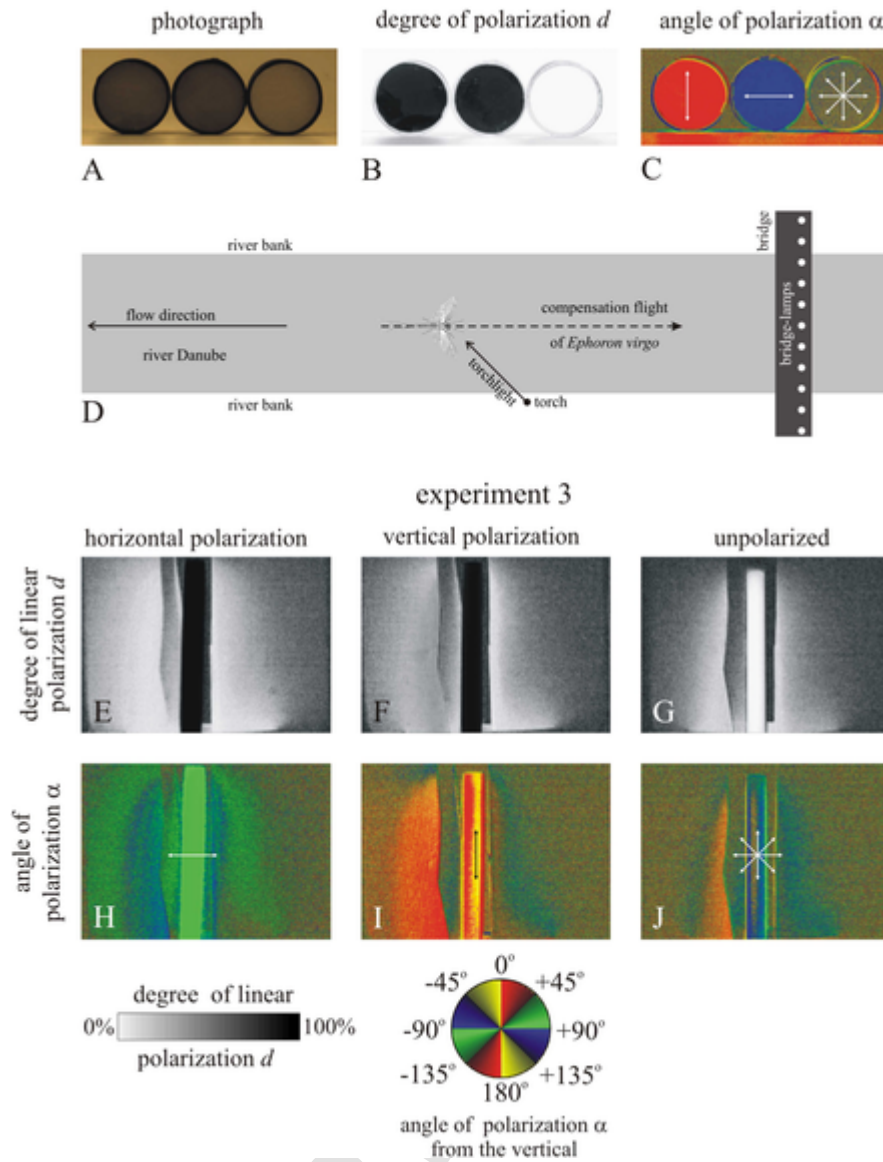 photograph
degree of polarization d
angle of polarization α
A
B
C
river bank
bridge
flow direction
compensation flight
bridge-lamps
river Danube
of Ephoron virgo
torchlight
torch
river bank
D
experiment 3
horizontal polarization
vertical polarization
unpolarized
degree of linear
polarization d
E
F
G
angle of
polarization α
H
I
J
degree of linear
0%
100%
polarization d
0°
-45°
+45°
-90°
+90°
-135°
+135°
180°
angle of polarization α
from the vertical